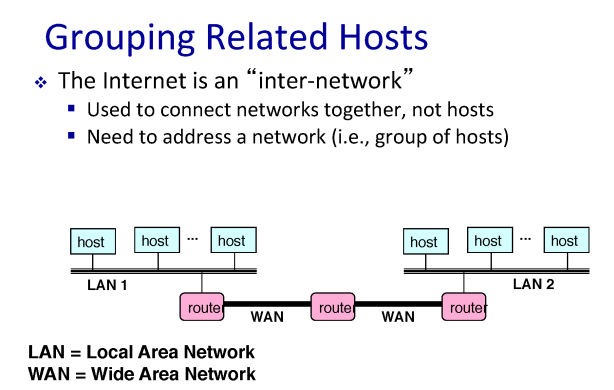 Grouping Related Hosts
❖ The Internet is an “inter-network”
▪ Used to connect networks together, not hosts
▪ Need to address a network (i.e., group of hosts)
host host ... host host host ... host
LAN 1 LAN 2
router WAN router WAN router
LAN = Local Area Network
WAN = Wide Area Network